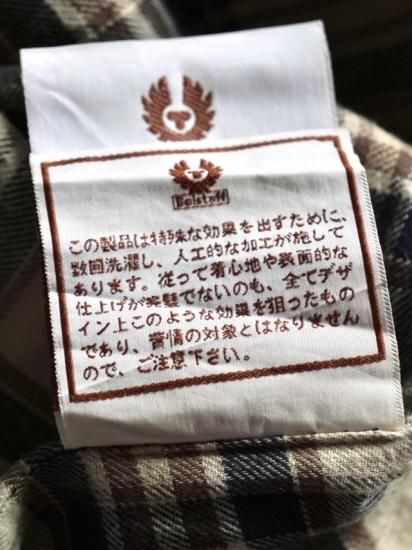 Belstaff
この製品は特殊な効果を出すために、
数回洗濯し、人工的な加工が施して
あります。従って着心地や表面的な
仕上げが完璧でないのも、全てデザ
イン上このような効果を狙ったもの
であり、苦情の対象とはなりません
ので、ご注意下さい。